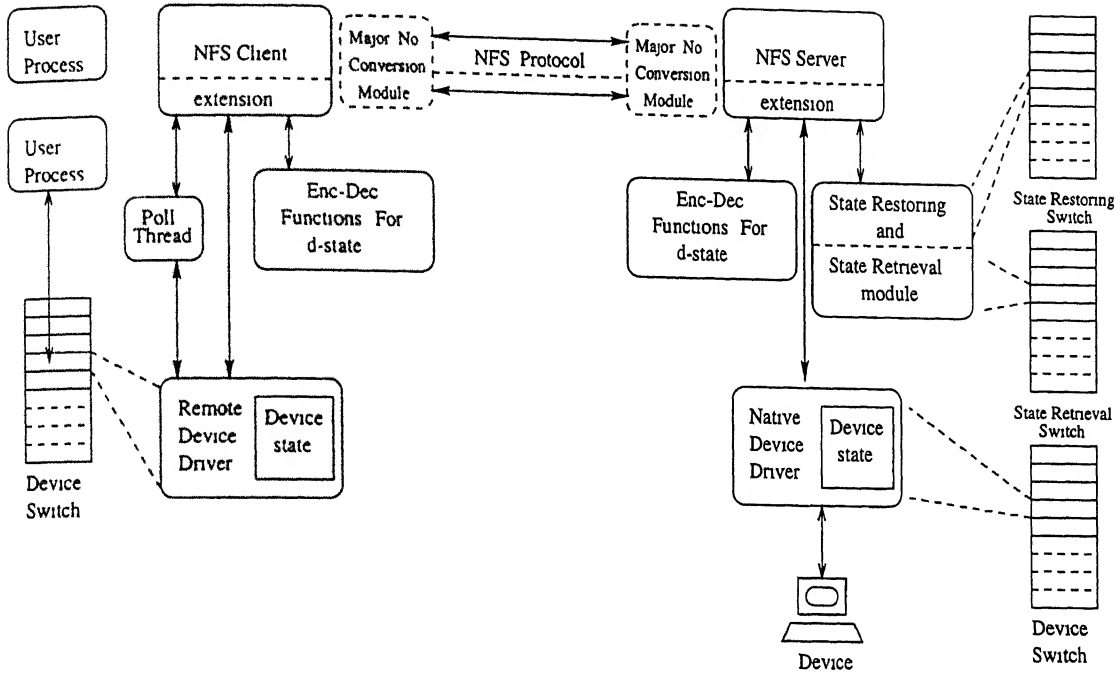 User
Process
NFS Client
extension
Major No
Conversion
Module
NFS Protocol
Major No
Conversion
Module
NFS Server
extension
User
Process
Poll
Thread
Enc-Dec
Functions For
d-state
Enc-Dec
Functions For
d-state
State Restoring
and
State Retrieval
module
State Restoring
Switch
State Retrieval
Switch
Remote
Device
Driver
Device
state
Device
Switch
Native
Device
Driver
Device
state
Device
Device
Switch